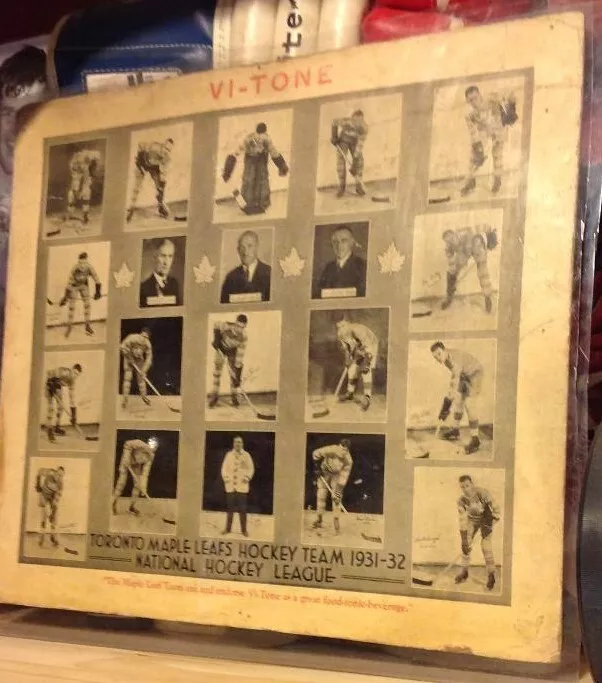 ite
VI-TONE
TORONTO MAPLE LEAFS HOCKEY TEAM 1931-32
NATIONAL HOCKEY LEAGUE
"The Maple Leaf Team use and endorse Vi-Tone as a great food-tonic-beverage."